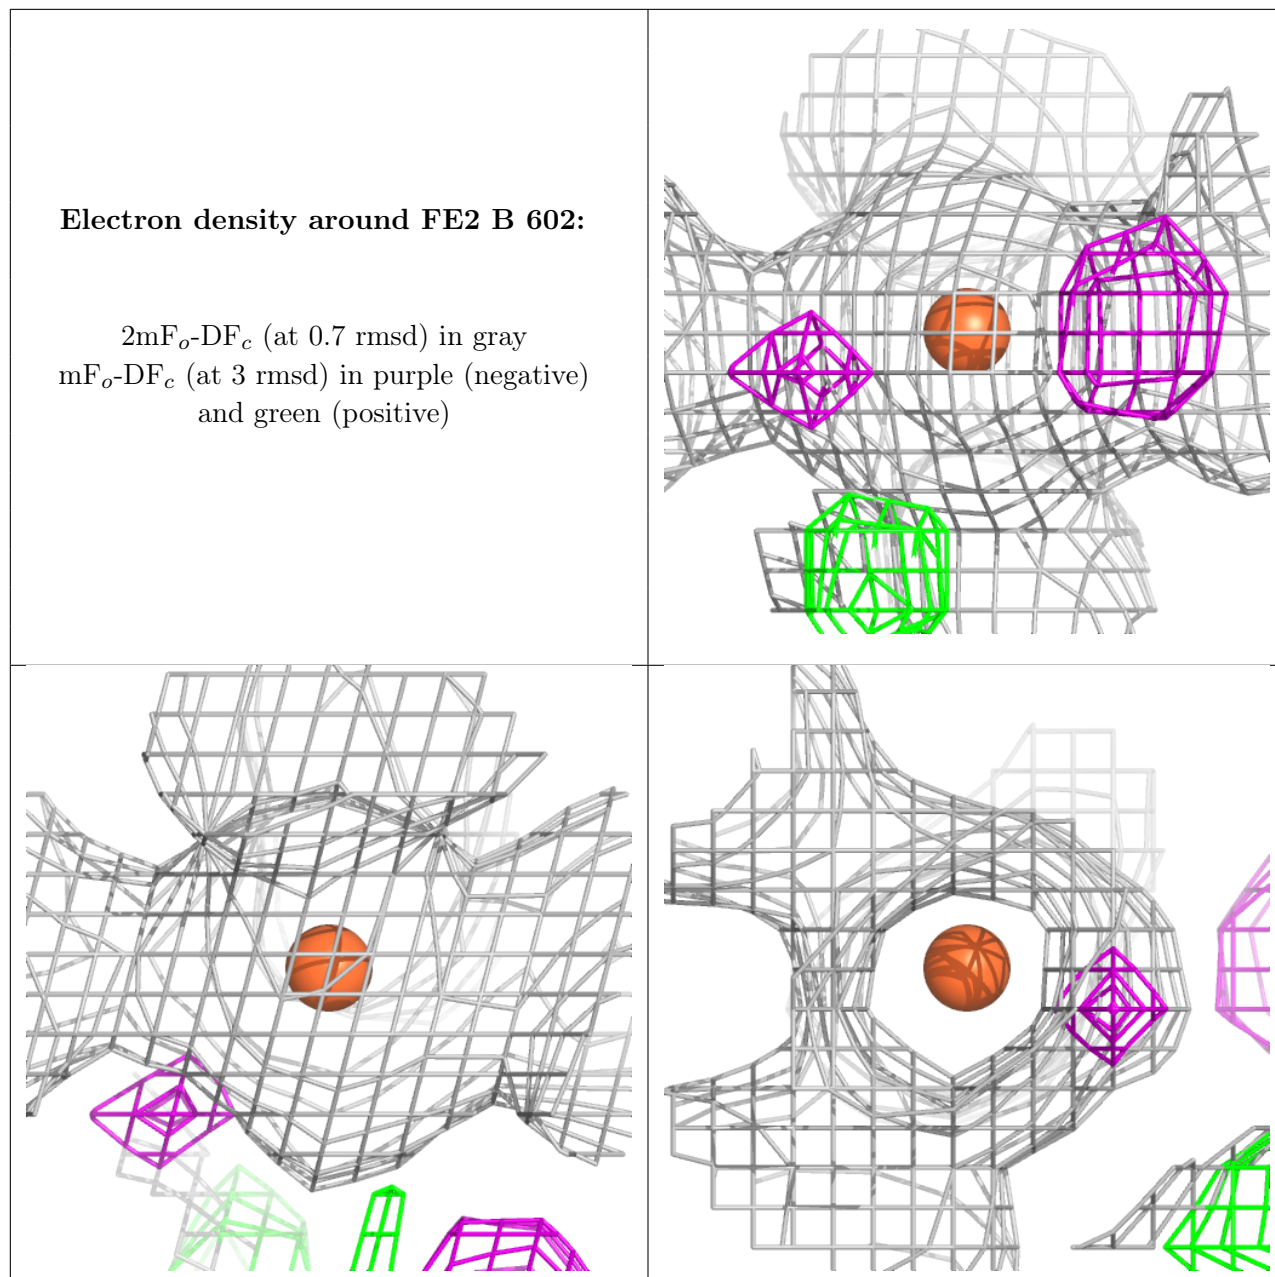 Electron density around FE2 B 602:
2mFo-DFc (at 0.7 rmsd) in gray
mFo-DFc (at 3 rmsd) in purple (negative)
and green (positive)